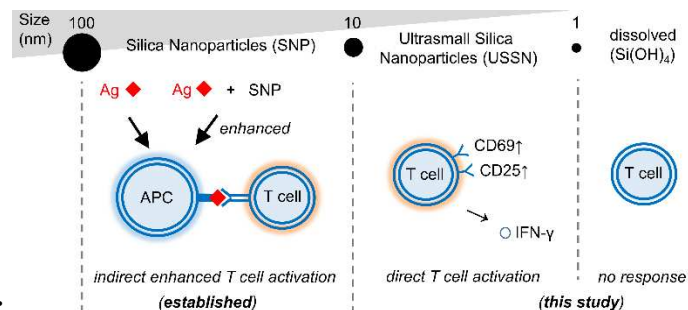 Size
(nm)
100
10
1
Silica Nanoparticles (SNP)
Ultrasmall Silica
Nanoparticles (USSN)
dissolved
(Si(OH)4)
Ag
Ag + SNP
enhanced
APC
T cell
indirect enhanced T cell activation
(established)
CD69↑
CD25↑
T cell
IFN-γ
direct T cell activation
T cell
no response
(this study)